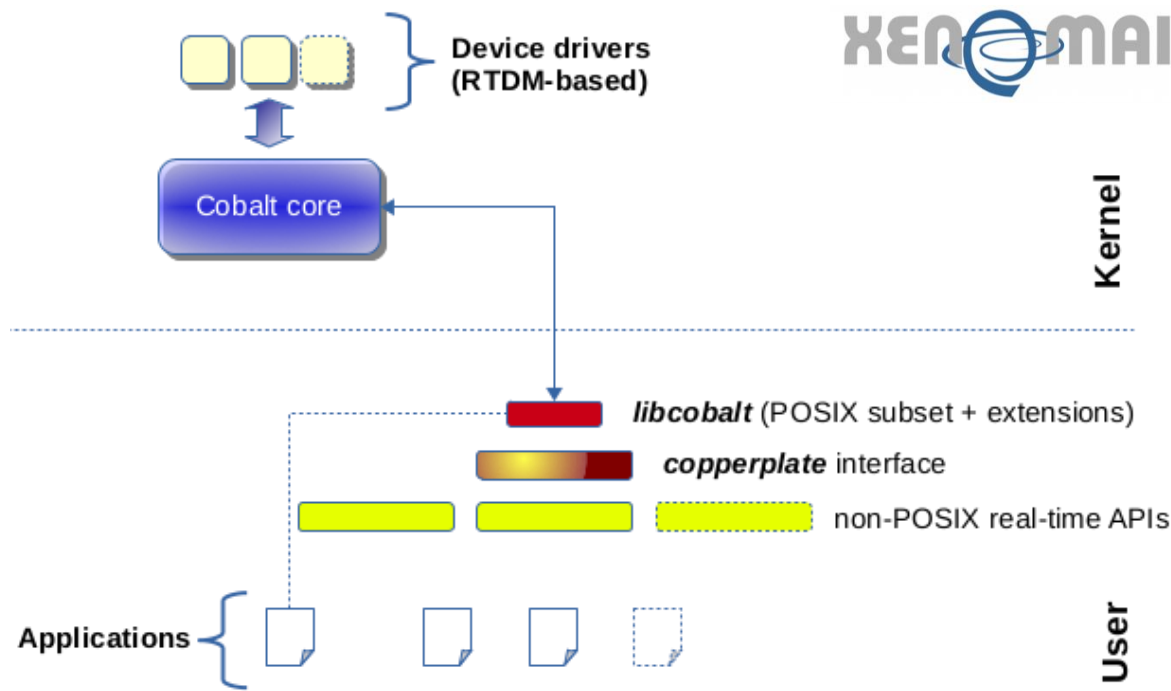 XENOMAI
Device drivers
(RTDM-based)
Cobalt core
Kernel
libcobalt (POSIX subset + extensions)
copperplate interface
non-POSIX real-time APIs
Applications
User